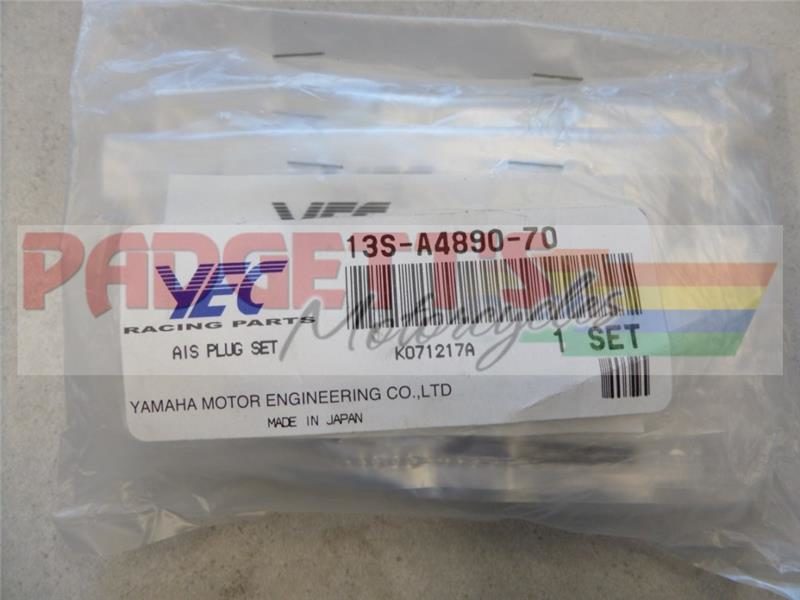 YEC
13S-A4890-70
PADGETT'S
Motorcycles
YEC
RACING PARTS
AIS PLUG SET
K071217A
1 SET
YAMAHA MOTOR ENGINEERING CO.,LTD
MADE IN JAPAN